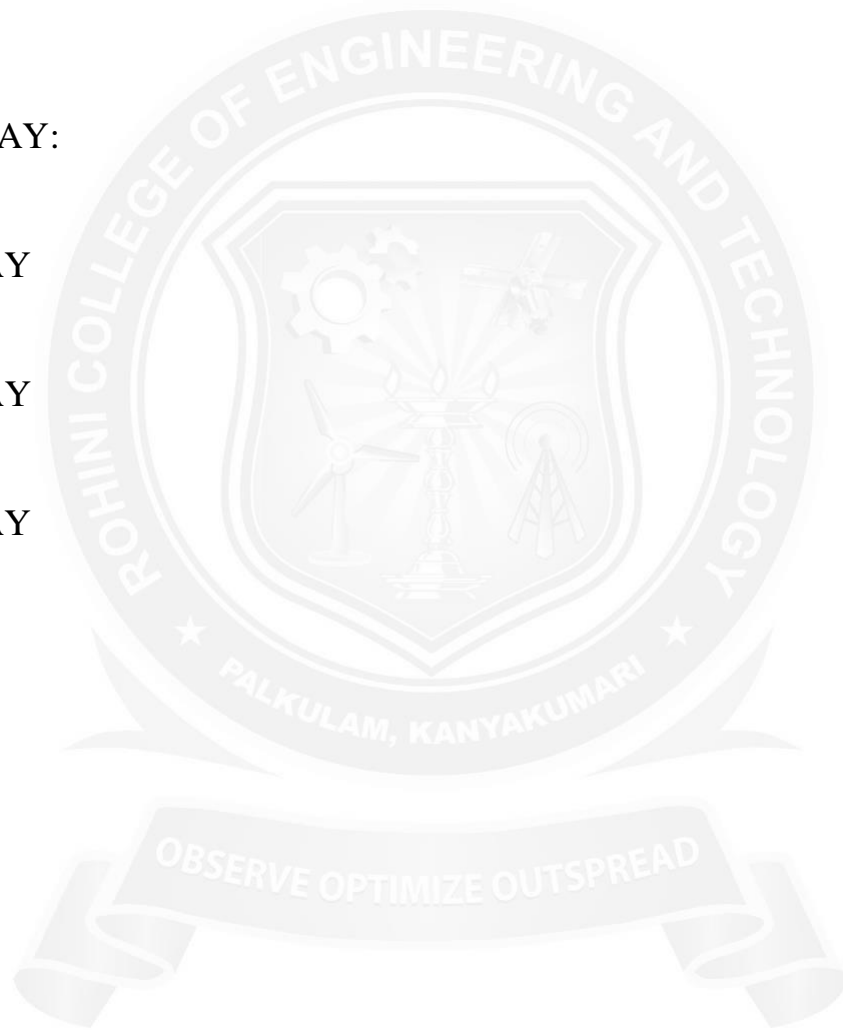 AY:
AY
AY
AY
ROHINI COLLEGE OF ENGINEERING AND TECHNOLOGY
PALKULAM, KANYAKUMARI
OBSERVE OPTIMIZE OUTSPREAD